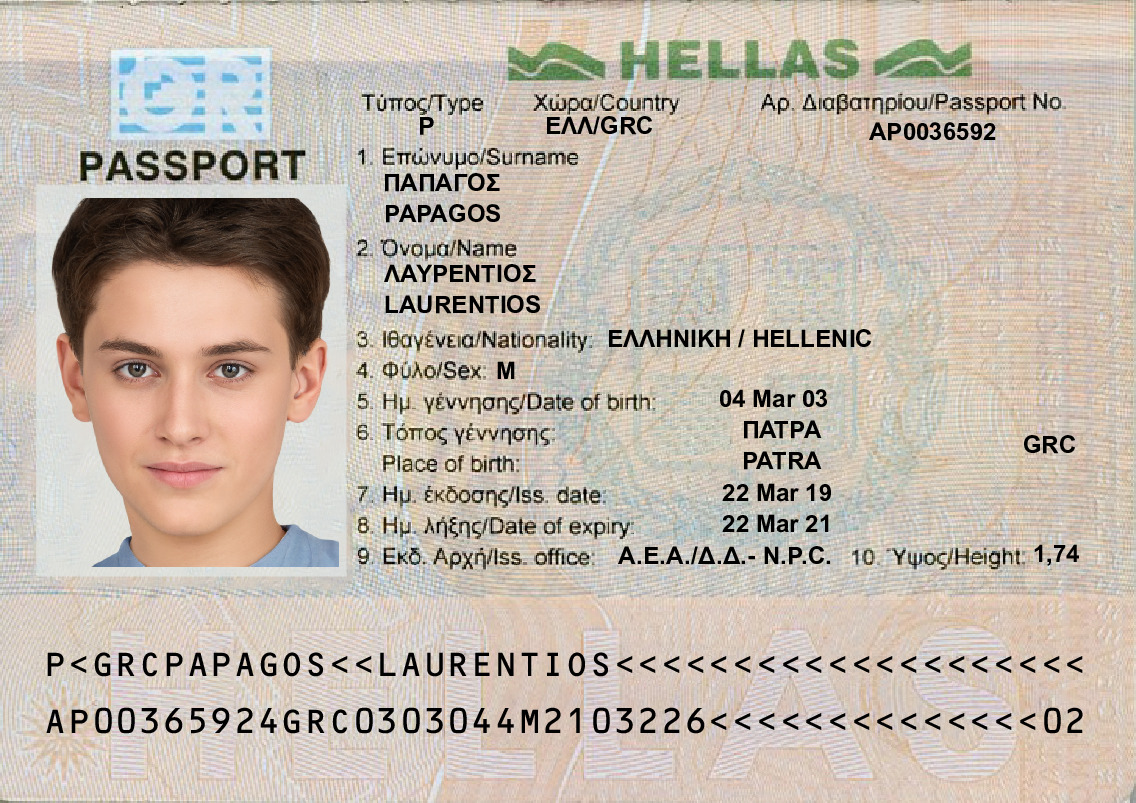 GR
HELLAS
PASSPORT
Τύπος/Type Χώρα/Country Αρ. Διαβατηρίου/Passport No.
P ΕΛΛ/GRC AP0036592
1. Επώνυμο/Surname
ΠΑΠΑΓΟΣ
PAPAGOS
2. Όνομα/Name
ΛΑΥΡΕΝΤΙΟΣ
LAURENTIOS
3. Ιθαγένεια/Nationality: ΕΛΛΗΝΙΚΗ / HELLENIC
4. Φύλο/Sex: M
5. Ημ. γέννησης/Date of birth: 04 Mar 03
6. Τόπος γέννησης: ΠΑΤΡΑ
Place of birth: PATRA GRC
7. Ημ. έκδοσης/Iss. date: 22 Mar 19
8. Ημ. λήξης/Date of expiry: 22 Mar 21
9. Εκδ. Αρχή/Iss. office: Α.Ε.Α./Δ.Δ.- N.P.C. 10. Ύψος/Height: 1,74
HELLAS
P<GRCPAPAGOS<<LAURENTIOS<<<<<<<<<<<<<<<<<<<<
AP00365924GRC0303044M2103226<<<<<<<<<<<<<<02